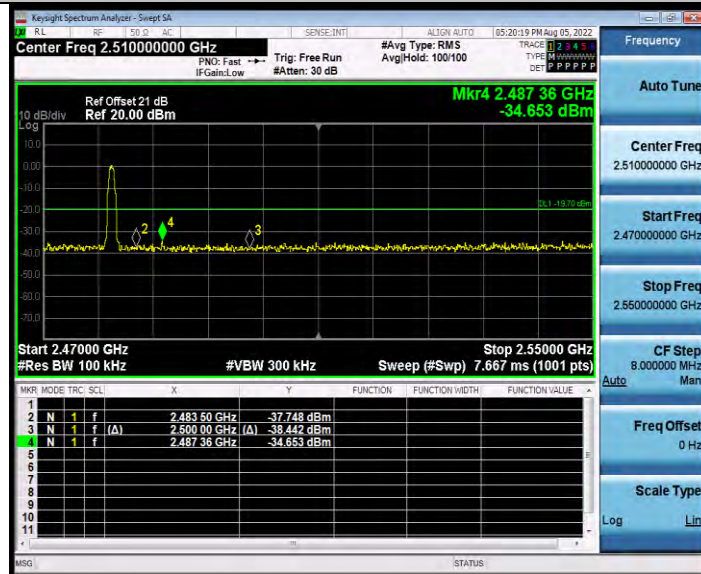 Keysight Spectrum Analyzer - Swept SA
LXI RL RF 50 Ω AC SENSE:INT ALIGN AUTO 05:20:19 PM Aug 05, 2022
Center Freq 2.510000000 GHz #Avg Type: RMS TRACE 1 2 3 4 5 6
PNO: Fast Trig: Free Run Avg|Hold: 100/100 TYPE M WWWWW
IFGain:Low #Atten: 30 dB DET P P P P P P
Mkr4 2.487 36 GHz
-34.653 dBm
Ref Offset 21 dB
10 dB/div Ref 20.00 dBm
Log
10.0
0.00
-10.0
DL1 -19.70 dBm
-20.0
-30.0
2 4 3
-40.0
-50.0
-60.0
-70.0
Start 2.47000 GHz Stop 2.55000 GHz
#Res BW 100 kHz #VBW 300 kHz Sweep (#Swp) 7.667 ms (1001 pts)
MKR MODE TRC SCL X Y FUNCTION FUNCTION WIDTH FUNCTION VALUE
1
2 N 1 f 2.483 50 GHz -37.748 dBm
3 N 1 f (Δ) 2.500 00 GHz (Δ) -38.442 dBm
4 N 1 f 2.487 36 GHz -34.653 dBm
5
6
7
8
9
10
11
MSG STATUS
Frequency
Auto Tune
Center Freq
2.510000000 GHz
Start Freq
2.470000000 GHz
Stop Freq
2.550000000 GHz
CF Step
8.000000 MHz
Auto Man
Freq Offset
0 Hz
Scale Type
Log Lin